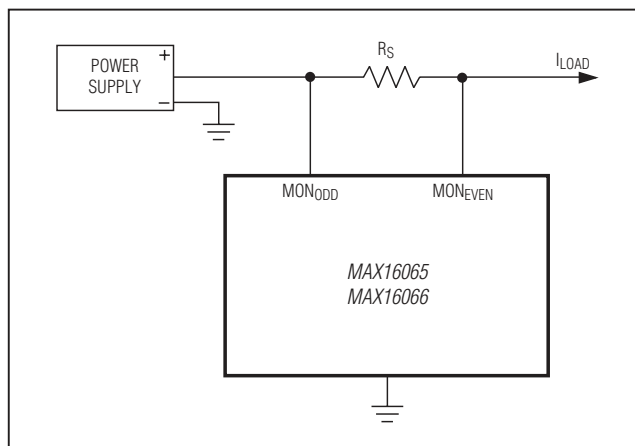 POWER
SUPPLY
+
−
RS
ILOAD
MONODD
MONEVEN
MAX16065
MAX16066